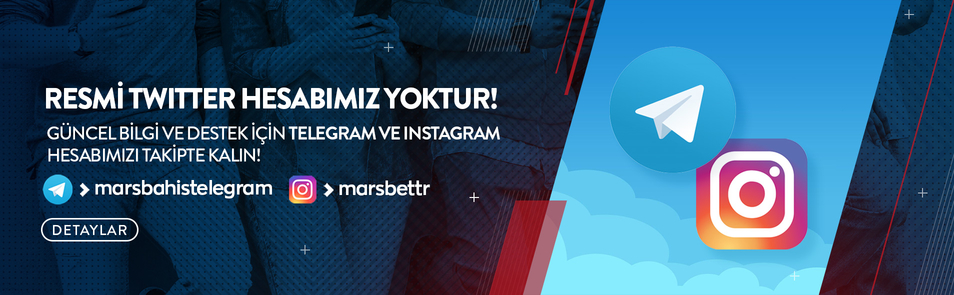 RESMİ TWITTER HESABIMIZ YOKTUR!
GÜNCEL BİLGİ VE DESTEK İÇİN TELEGRAM VE INSTAGRAM
HESABIMIZI TAKİPTE KALIN!
marsbahistelegram marsbettr
DETAYLAR